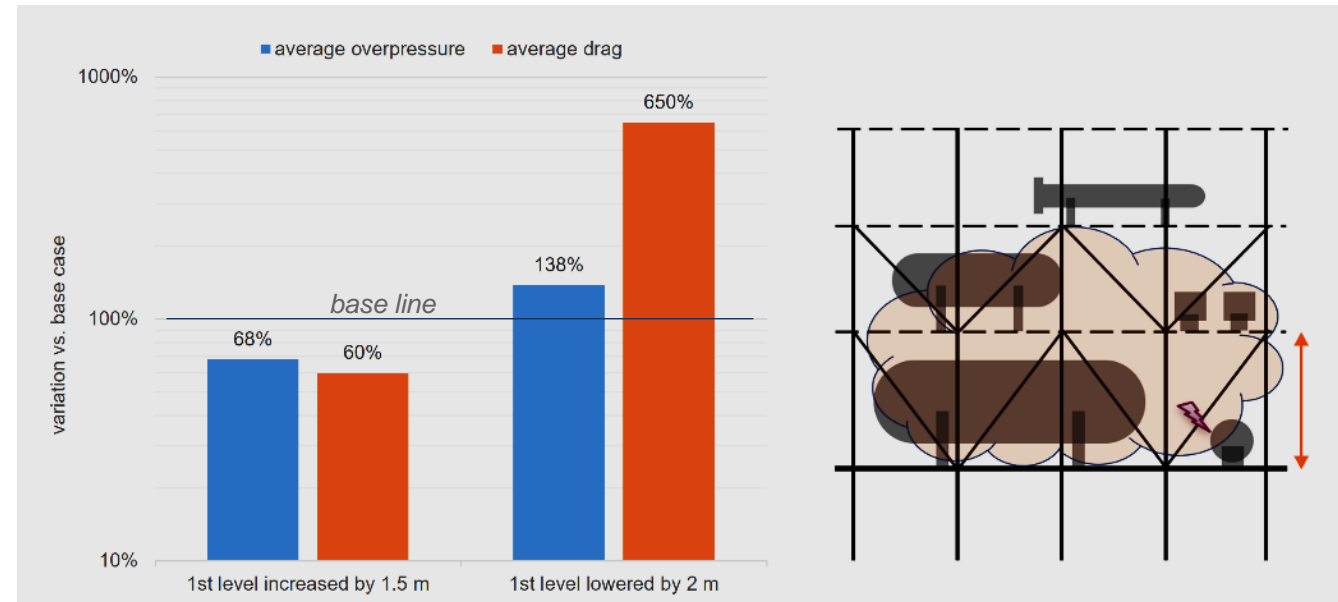 average overpressure average drag
1000%
650%
138%
base line
100%
68%
60%
variation vs. base case
10%
1st level increased by 1.5 m 1st level lowered by 2 m